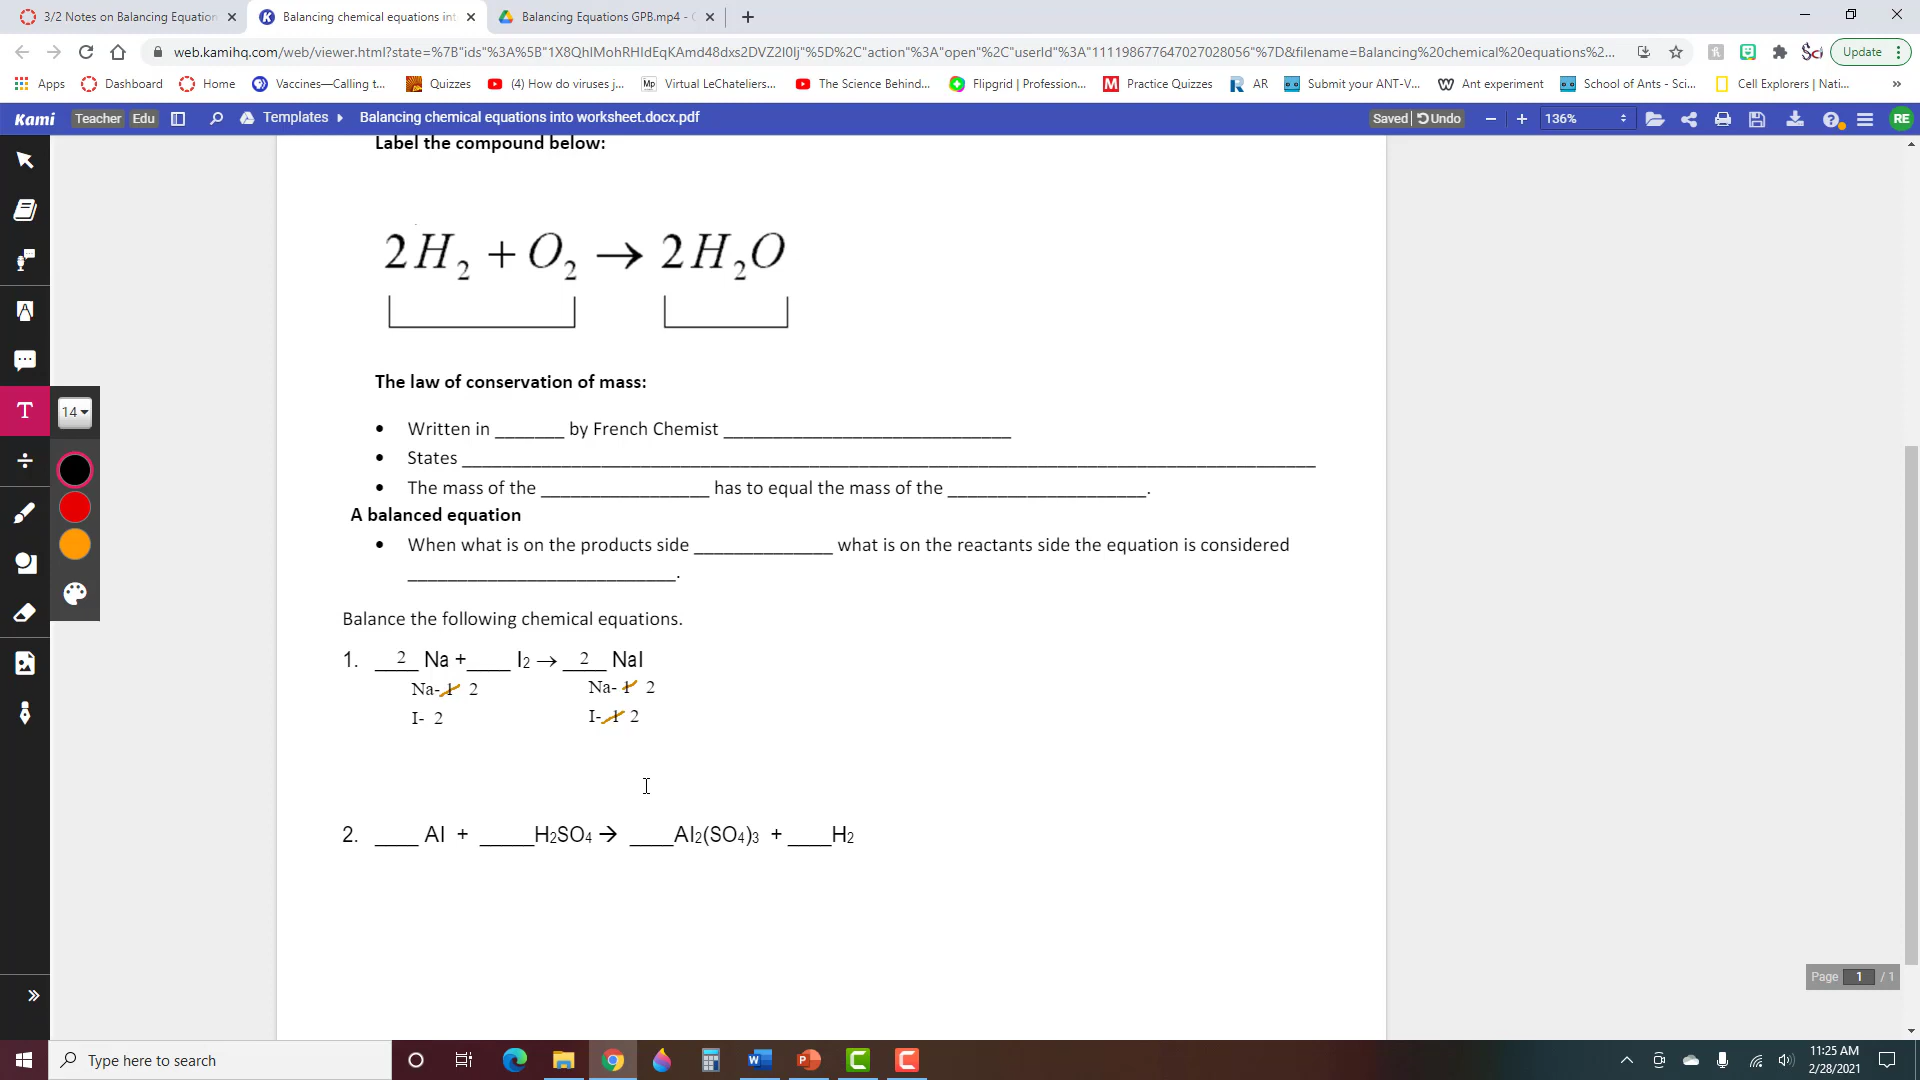 3/2 Notes on Balancing Equation
Balancing chemical equations int
Balancing Equations GPB.mp4 -
web.kamihq.com/web/viewer.html?state=%7B"ids"%3A%5B"1X8QhIMohRHIdEqKAmd48dxs2DVZ2I0Ij"%5D%2C"action"%3A"open"%2C"userId"%3A"111198677647027028056"%7D&filename=Balancing%20chemical%20equations%2...
Update
Apps Dashboard Home Vaccines—Calling t... Quizzes (4) How do viruses j... Virtual LeChateliers... The Science Behind... Flipgrid | Profession... Practice Quizzes AR Submit your ANT-V... Ant experiment School of Ants - Sci... Cell Explorers | Nati... »
Kami Teacher Edu Templates Balancing chemical equations into worksheet.docx.pdf Saved Undo 136% RE
Label the compound below:
2H₂ + O₂ → 2H₂O
The law of conservation of mass:
• Written in _______ by French Chemist _____________________________
• States ______________________________________________________________________________________
• The mass of the _________________ has to equal the mass of the ____________________.
A balanced equation
• When what is on the products side ______________ what is on the reactants side the equation is considered
___________________________.
Balance the following chemical equations.
1. __2__ Na +____ I₂ → __2__ NaI
Na- 1 2 Na- 1 2
I- 2 I- 1 2
2. ____ Al + _____H₂SO₄ → ____Al₂(SO₄)₃ + ____H₂
T
14
Page 1 / 1
Type here to search
11:25 AM
2/28/2021